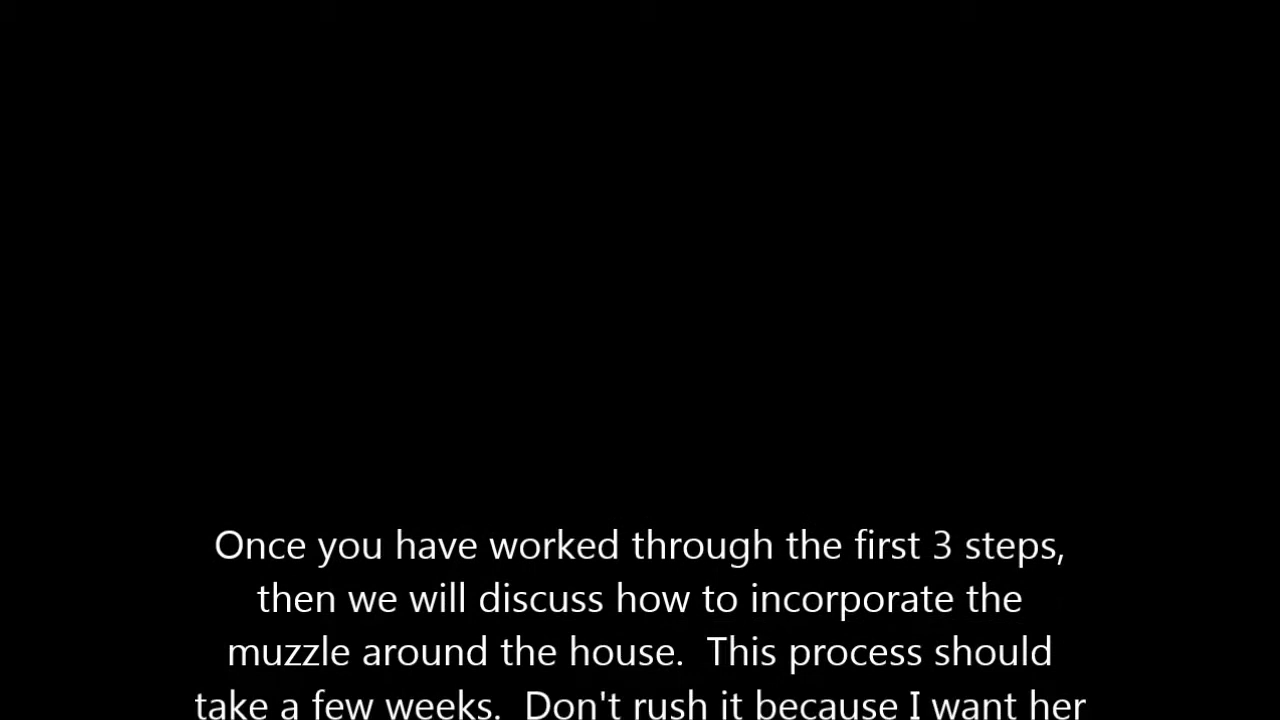 Once you have worked through the first 3 steps,
then we will discuss how to incorporate the
muzzle around the house.  This process should
take a few weeks.  Don't rush it because I want her